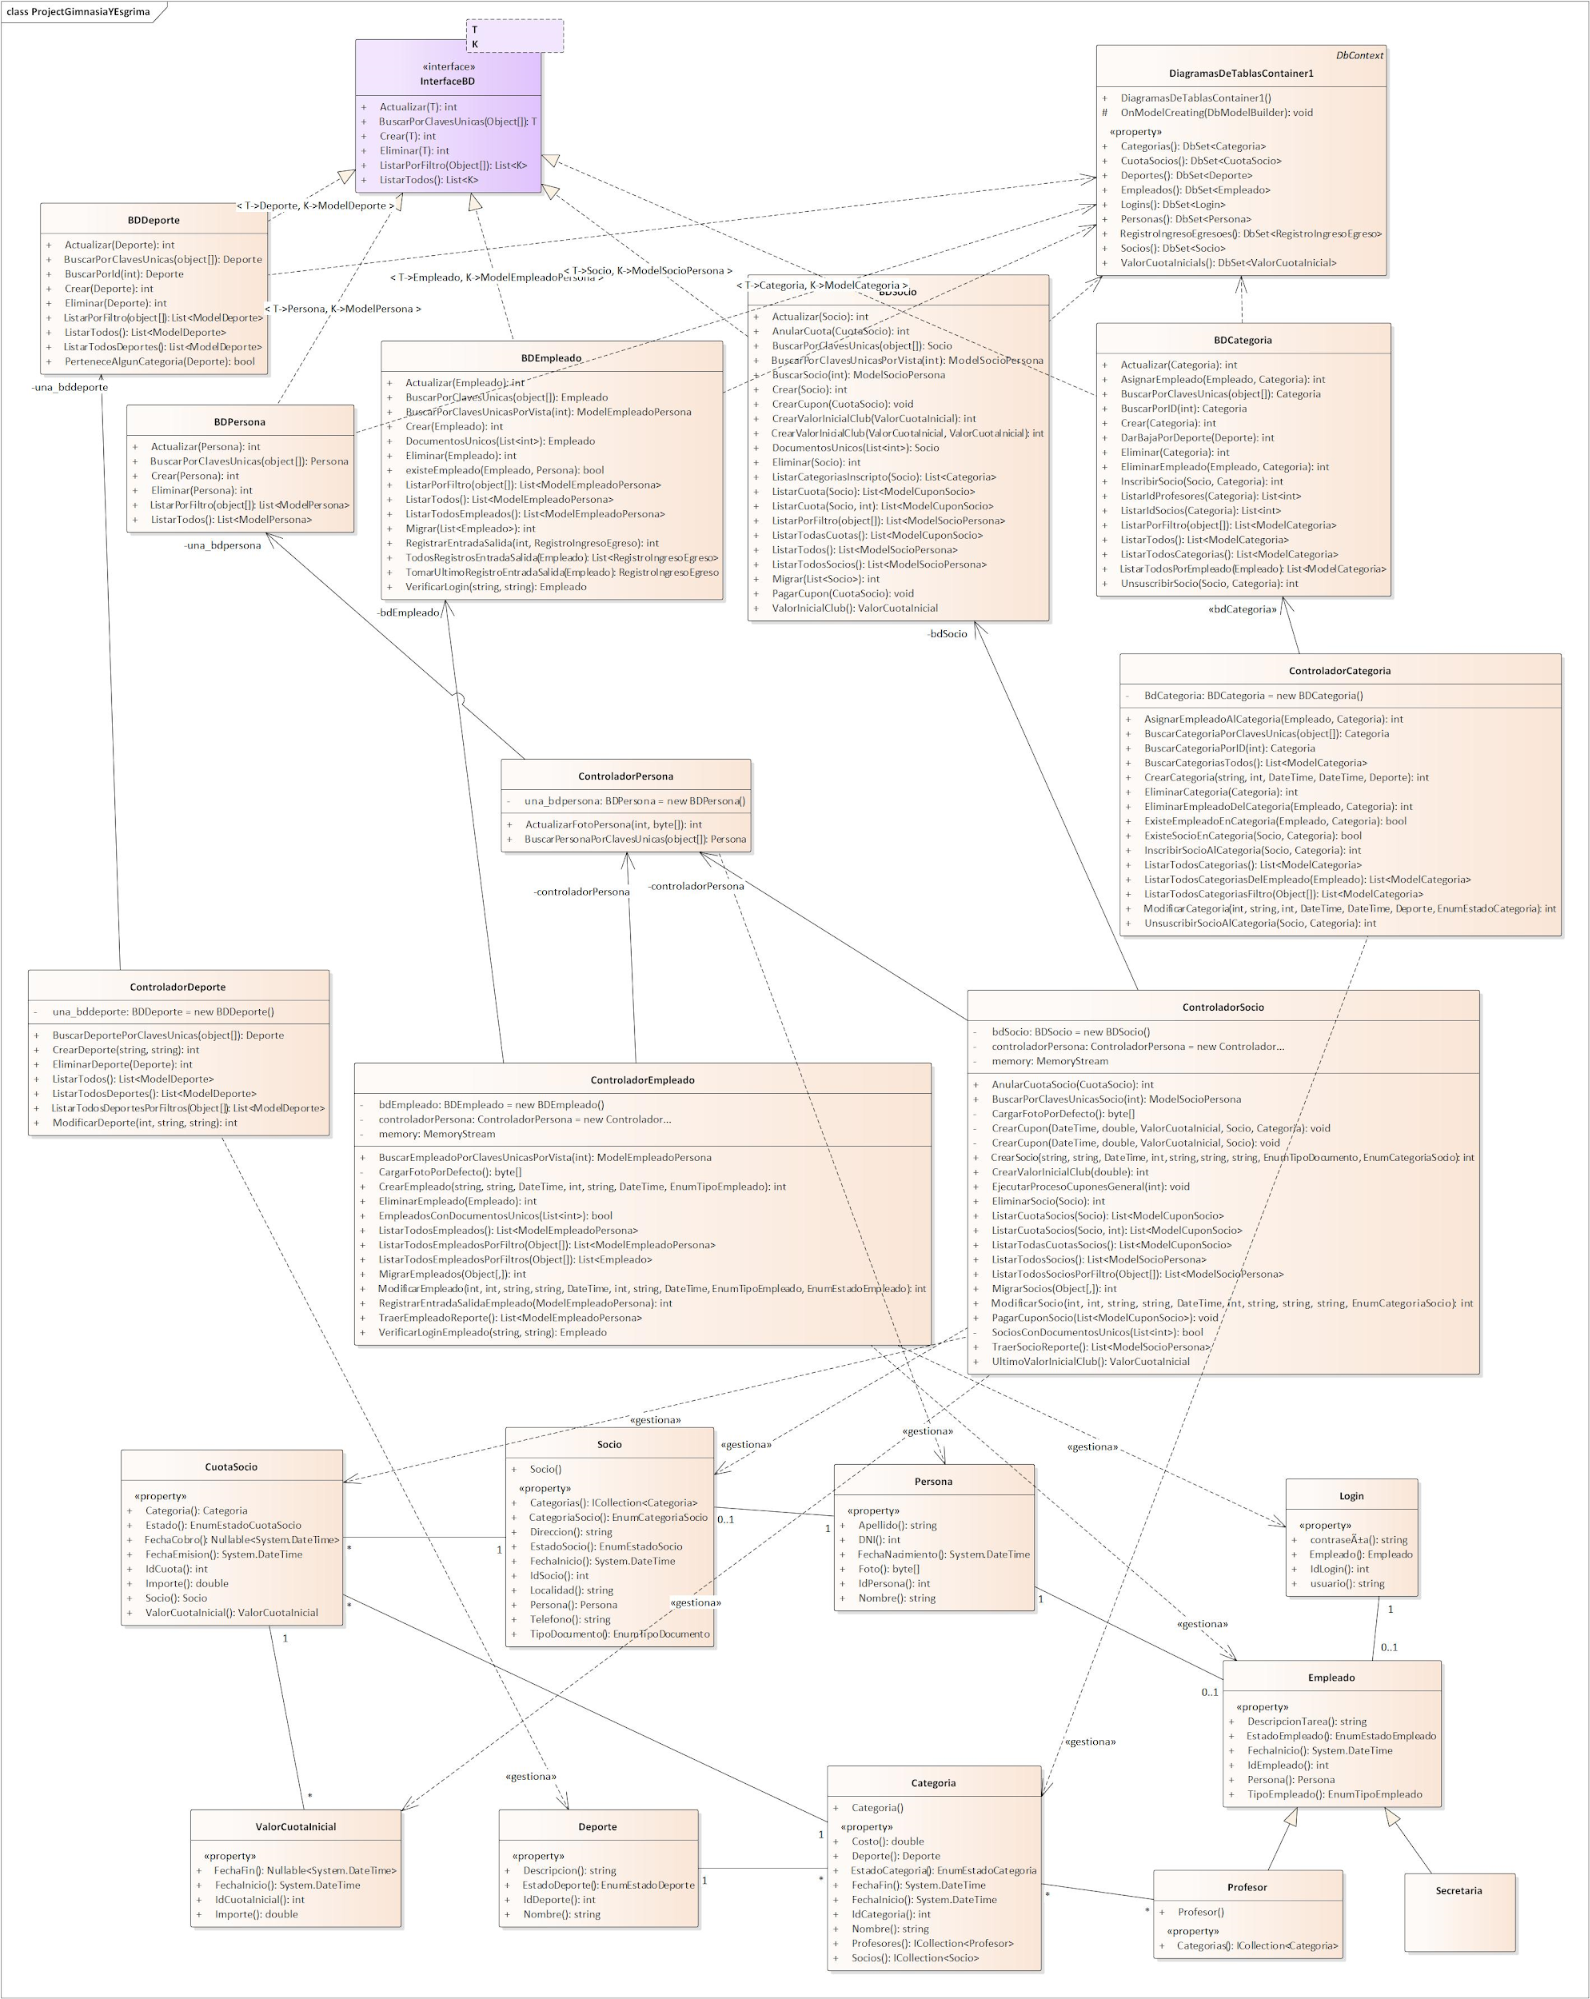 class ProjectGimnasiaYEsgrima
T
K
«interface»
InterfaceBD
+ Actualizar(T): int
+ BuscarPorClavesUnicas(Object[]): T
+ Crear(T): int
+ Eliminar(T): int
+ ListarPorFiltro(Object[]): List<K>
+ ListarTodos(): List<K>
DbContext
DiagramasDeTablasContainer1
+ DiagramasDeTablasContainer1()
# OnModelCreating(DbModelBuilder): void
«property»
+ Categorias(): DbSet<Categoria>
+ CuotaSocios(): DbSet<CuotaSocio>
+ Deportes(): DbSet<Deporte>
+ Empleados(): DbSet<Empleado>
+ Logins(): DbSet<Login>
+ Personas(): DbSet<Persona>
+ RegistroIngresoEgresoes(): DbSet<RegistroIngresoEgreso>
+ Socios(): DbSet<Socio>
+ ValorCuotaInicials(): DbSet<ValorCuotaInicial>
< T->Deporte, K->ModelDeporte >
< T->Persona, K->ModelPersona >
< T->Empleado, K->ModelEmpleadoPersona >
< T->Socio, K->ModelSocioPersona >
< T->Categoria, K->ModelCategoria >
BDDeporte
+ Actualizar(Deporte): int
+ BuscarPorClavesUnicas(object[]): Deporte
+ BuscarPorId(int): Deporte
+ Crear(Deporte): int
+ Eliminar(Deporte): int
+ ListarPorFiltro(object[]): List<ModelDeporte>
+ ListarTodos(): List<ModelDeporte>
+ ListarTodosDeportes(): List<ModelDeporte>
+ PerteneceAlgunCategoria(Deporte): bool
-una_bddeporte
BDPersona
+ Actualizar(Persona): int
+ BuscarPorClavesUnicas(object[]): Persona
+ Crear(Persona): int
+ Eliminar(Persona): int
+ ListarPorFiltro(object[]): List<ModelPersona>
+ ListarTodos(): List<ModelPersona>
-una_bdpersona
BDEmpleado
+ Actualizar(Empleado): int
+ BuscarPorClavesUnicas(object[]): Empleado
+ BuscarPorClavesUnicasPorVista(int): ModelEmpleadoPersona
+ Crear(Empleado): int
+ DocumentosUnicos(List<int>): Empleado
+ Eliminar(Empleado): int
+ existeEmpleado(Empleado, Persona): bool
+ ListarPorFiltro(object[]): List<ModelEmpleadoPersona>
+ ListarTodos(): List<ModelEmpleadoPersona>
+ ListarTodosEmpleados(): List<ModelEmpleadoPersona>
+ Migrar(List<Empleado>): int
+ RegistrarEntradaSalida(int, RegistroIngresoEgreso): int
+ TodosRegistrosEntradaSalida(Empleado): List<RegistroIngresoEgreso>
+ TomarUltimoRegistroEntradaSalida(Empleado): RegistroIngresoEgreso
+ VerificarLogin(string, string): Empleado
-bdEmpleado
BDSocio
+ Actualizar(Socio): int
+ AnularCuota(CuotaSocio): int
+ BuscarPorClavesUnicas(object[]): Socio
+ BuscarPorClavesUnicasPorVista(int): ModelSocioPersona
+ BuscarSocio(int): ModelSocioPersona
+ Crear(Socio): int
+ CrearCupon(CuotaSocio): void
+ CrearValorInicialClub(ValorCuotaInicial): int
+ CrearValorInicialClub(ValorCuotaInicial, ValorCuotaInicial): int
+ DocumentosUnicos(List<int>): Socio
+ Eliminar(Socio): int
+ ListarCategoriasInscripto(Socio): List<Categoria>
+ ListarCuota(Socio): List<ModelCuponSocio>
+ ListarCuota(Socio, int): List<ModelCuponSocio>
+ ListarPorFiltro(object[]): List<ModelSocioPersona>
+ ListarTodasCuotas(): List<ModelCuponSocio>
+ ListarTodos(): List<ModelSocioPersona>
+ ListarTodosSocios(): List<ModelSocioPersona>
+ Migrar(List<Socio>): int
+ PagarCupon(CuotaSocio): void
+ ValorInicialClub(): ValorCuotaInicial
-bdSocio
BDCategoria
+ Actualizar(Categoria): int
+ AsignarEmpleado(Empleado, Categoria): int
+ BuscarPorClavesUnicas(object[]): Categoria
+ BuscarPorID(int): Categoria
+ Crear(Categoria): int
+ DarBajaPorDeporte(Deporte): int
+ Eliminar(Categoria): int
+ EliminarEmpleado(Empleado, Categoria): int
+ InscribirSocio(Socio, Categoria): int
+ ListarIdProfesores(Categoria): List<int>
+ ListarIdSocios(Categoria): List<int>
+ ListarPorFiltro(object[]): List<ModelCategoria>
+ ListarTodos(): List<ModelCategoria>
+ ListarTodosCategorias(): List<ModelCategoria>
+ ListarTodosPorEmpleado(Empleado): List<ModelCategoria>
+ UnsuscribirSocio(Socio, Categoria): int
«bdCategoria»
ControladorCategoria
- BdCategoria: BDCategoria = new BDCategoria()
+ AsignarEmpleadoAlCategoria(Empleado, Categoria): int
+ BuscarCategoriaPorClavesUnicas(object[]): Categoria
+ BuscarCategoriaPorID(int): Categoria
+ BuscarCategoriasTodos(): List<ModelCategoria>
+ CrearCategoria(string, int, DateTime, DateTime, Deporte): int
+ EliminarCategoria(Categoria): int
+ EliminarEmpleadoDelCategoria(Empleado, Categoria): int
+ ExisteEmpleadoEnCategoria(Empleado, Categoria): bool
+ ExisteSocioEnCategoria(Socio, Categoria): bool
+ InscribirSocioAlCategoria(Socio, Categoria): int
+ ListarTodosCategorias(): List<ModelCategoria>
+ ListarTodosCategoriasDelEmpleado(Empleado): List<ModelCategoria>
+ ListarTodosCategoriasFiltro(Object[]): List<ModelCategoria>
+ ModificarCategoria(int, string, int, DateTime, DateTime, Deporte, EnumEstadoCategoria): int
+ UnsuscribirSocioAlCategoria(Socio, Categoria): int
ControladorPersona
- una_bdpersona: BDPersona = new BDPersona()
+ ActualizarFotoPersona(int, byte[]): int
+ BuscarPersonaPorClavesUnicas(object[]): Persona
-controladorPersona
-controladorPersona
ControladorDeporte
- una_bddeporte: BDDeporte = new BDDeporte()
+ BuscarDeportePorClavesUnicas(object[]): Deporte
+ CrearDeporte(string, string): int
+ EliminarDeporte(Deporte): int
+ ListarTodos(): List<ModelDeporte>
+ ListarTodosDeportes(): List<ModelDeporte>
+ ListarTodosDeportesPorFiltros(Object[]): List<ModelDeporte>
+ ModificarDeporte(int, string, string): int
ControladorEmpleado
- bdEmpleado: BDEmpleado = new BDEmpleado()
- controladorPersona: ControladorPersona = new Controlador...
- memory: MemoryStream
+ BuscarEmpleadoPorClavesUnicasPorVista(int): ModelEmpleadoPersona
- CargarFotoPorDefecto(): byte[]
+ CrearEmpleado(string, string, DateTime, int, string, DateTime, EnumTipoEmpleado): int
+ EliminarEmpleado(Empleado): int
+ EmpleadosConDocumentosUnicos(List<int>): bool
+ ListarTodosEmpleados(): List<ModelEmpleadoPersona>
+ ListarTodosEmpleadosPorFiltro(Object[]): List<ModelEmpleadoPersona>
+ ListarTodosEmpleadosPorFiltros(Object[]): List<Empleado>
+ MigrarEmpleados(Object[,]): int
+ ModificarEmpleado(int, int, string, string, DateTime, int, string, DateTime, EnumTipoEmpleado, EnumEstadoEmpleado): int
+ RegistrarEntradaSalidaEmpleado(ModelEmpleadoPersona): int
+ TraerEmpleadoReporte(): List<ModelEmpleadoPersona>
+ VerificarLoginEmpleado(string, string): Empleado
ControladorSocio
- bdSocio: BDSocio = new BDSocio()
- controladorPersona: ControladorPersona = new Controlador...
- memory: MemoryStream
+ AnularCuotaSocio(CuotaSocio): int
+ BuscarPorClavesUnicasSocio(int): ModelSocioPersona
- CargarFotoPorDefecto(): byte[]
- CrearCupon(DateTime, double, ValorCuotaInicial, Socio, Categoria): void
- CrearCupon(DateTime, double, ValorCuotaInicial, Socio): void
+ CrearSocio(string, string, DateTime, int, string, string, string, EnumTipoDocumento, EnumCategoriaSocio): int
+ CrearValorInicialClub(double): int
+ EjecutarProcesoCuponesGeneral(int): void
+ EliminarSocio(Socio): int
+ ListarCuotaSocios(Socio): List<ModelCuponSocio>
+ ListarCuotaSocios(Socio, int): List<ModelCuponSocio>
+ ListarTodasCuotasSocios(): List<ModelCuponSocio>
+ ListarTodosSocios(): List<ModelSocioPersona>
+ ListarTodosSociosPorFiltro(Object[]): List<ModelSocioPersona>
+ MigrarSocios(Object[,]): int
+ ModificarSocio(int, int, string, string, DateTime, int, string, string, string, EnumCategoriaSocio): int
+ PagarCuponSocio(List<ModelCuponSocio>): void
- SociosConDocumentosUnicos(List<int>): bool
+ TraerSocioReporte(): List<ModelSocioPersona>
+ UltimoValorInicialClub(): ValorCuotaInicial
«gestiona»
«gestiona»
«gestiona»
«gestiona»
«gestiona»
«gestiona»
«gestiona»
«gestiona»
CuotaSocio
«property»
+ Categoria(): Categoria
+ Estado(): EnumEstadoCuotaSocio
+ FechaCobro(): Nullable<System.DateTime>
+ FechaEmision(): System.DateTime
+ IdCuota(): int
+ Importe(): double
+ Socio(): Socio
+ ValorCuotaInicial(): ValorCuotaInicial
*
1
*
1
*
Socio
+ Socio()
«property»
+ Categorias(): ICollection<Categoria>
+ CategoriaSocio(): EnumCategoriaSocio
+ Direccion(): string
+ EstadoSocio(): EnumEstadoSocio
+ FechaInicio(): System.DateTime
+ IdSocio(): int
+ Localidad(): string
+ Persona(): Persona
+ Telefono(): string
+ TipoDocumento(): EnumTipoDocumento
0..1
1
Persona
«property»
+ Apellido(): string
+ DNI(): int
+ FechaNacimiento(): System.DateTime
+ Foto(): byte[]
+ IdPersona(): int
+ Nombre(): string
1
0..1
Login
«property»
+ contraseÃ±a(): string
+ Empleado(): Empleado
+ IdLogin(): int
+ usuario(): string
1
0..1
Empleado
«property»
+ DescripcionTarea(): string
+ EstadoEmpleado(): EnumEstadoEmpleado
+ FechaInicio(): System.DateTime
+ IdEmpleado(): int
+ Persona(): Persona
+ TipoEmpleado(): EnumTipoEmpleado
ValorCuotaInicial
«property»
+ FechaFin(): Nullable<System.DateTime>
+ FechaInicio(): System.DateTime
+ IdCuotaInicial(): int
+ Importe(): double
Deporte
«property»
+ Descripcion(): string
+ EstadoDeporte(): EnumEstadoDeporte
+ IdDeporte(): int
+ Nombre(): string
1
*
1
Categoria
+ Categoria()
«property»
+ Costo(): double
+ Deporte(): Deporte
+ EstadoCategoria(): EnumEstadoCategoria
+ FechaFin(): System.DateTime
+ FechaInicio(): System.DateTime
+ IdCategoria(): int
+ Nombre(): string
+ Profesores(): ICollection<Profesor>
+ Socios(): ICollection<Socio>
*
*
Profesor
+ Profesor()
«property»
+ Categorias(): ICollection<Categoria>
Secretaria